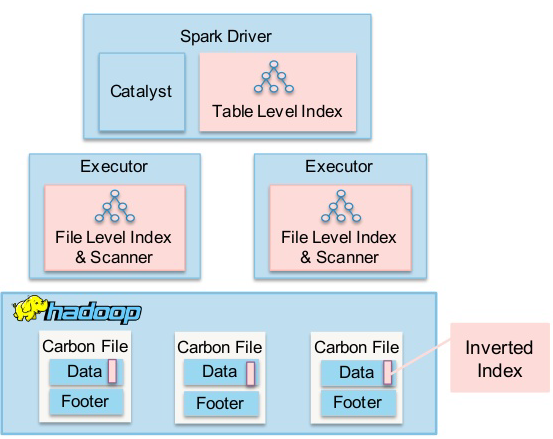 Spark Driver
Catalyst
Table Level Index
Executor
Executor
File Level Index
& Scanner
File Level Index
& Scanner
hadoop
Carbon File
Data
Footer
Carbon File
Data
Footer
Carbon File
Data
Footer
Inverted
Index